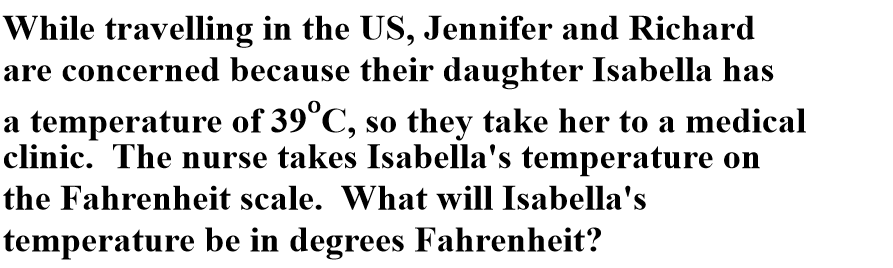 While travelling in the US, Jennifer and Richard
are concerned because their daughter Isabella has
a temperature of 39°C, so they take her to a medical
clinic.  The nurse takes Isabella's temperature on
the Fahrenheit scale.  What will Isabella's
temperature be in degrees Fahrenheit?